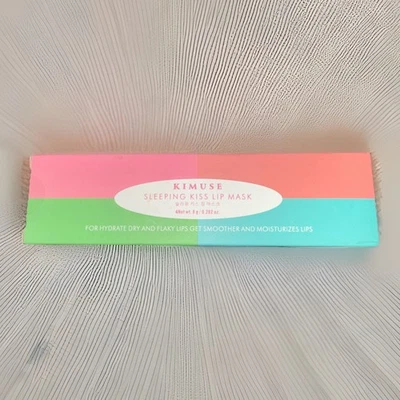 KIMUSE
SLEEPING KISS LIP MASK
FOR HYDRATE DRY AND FLAKY LIPS GET SMOOTHER AND MOISTURIZES LIPS